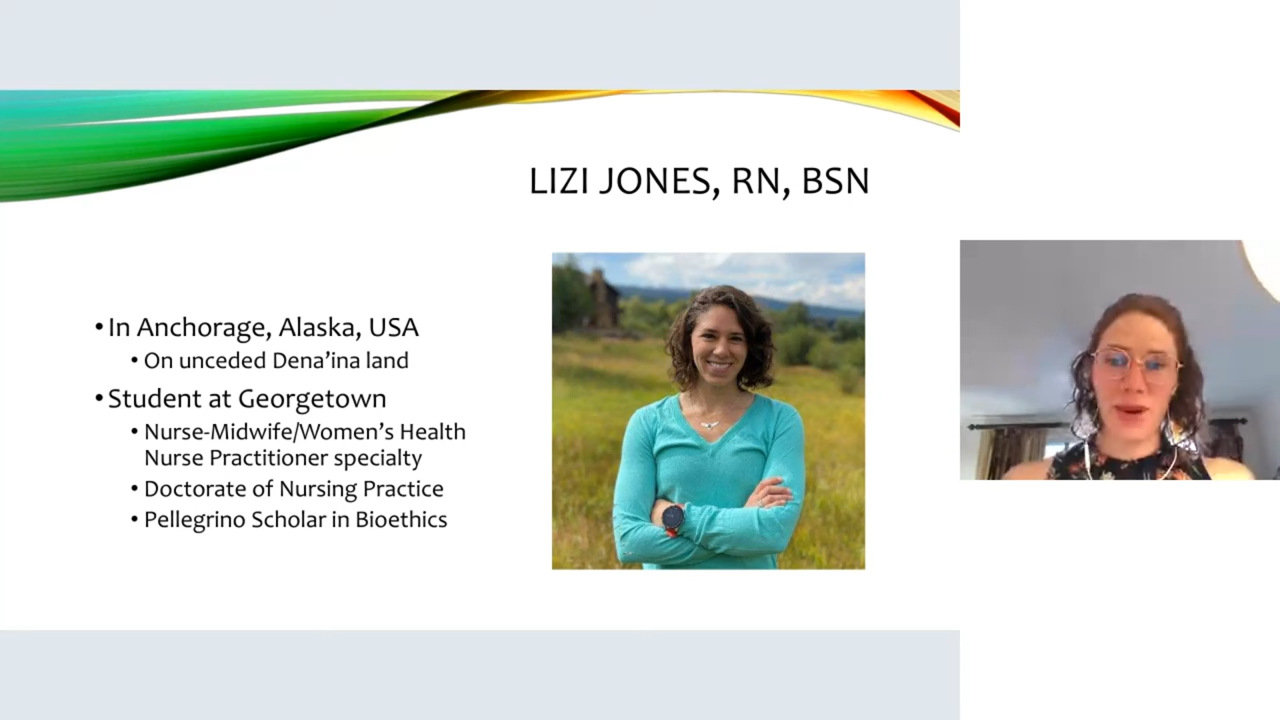 LIZI JONES, RN, BSN
• In Anchorage, Alaska, USA
• On unceded Dena’ina land
• Student at Georgetown
• Nurse-Midwife/Women’s Health
Nurse Practitioner specialty
• Doctorate of Nursing Practice
• Pellegrino Scholar in Bioethics